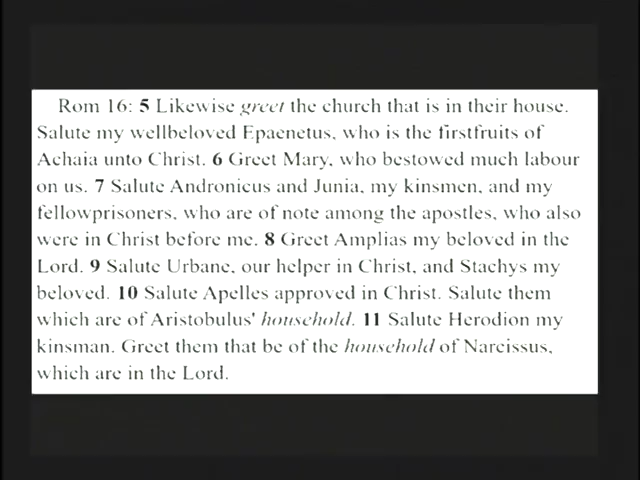 Rom 16: 5 Likewise greet the church that is in their house.
Salute my wellbeloved Epaenetus, who is the firstfruits of
Achaia unto Christ. 6 Greet Mary, who bestowed much labour
on us. 7 Salute Andronicus and Junia, my kinsmen, and my
fellowprisoners, who are of note among the apostles, who also
were in Christ before me. 8 Greet Amplias my beloved in the
Lord. 9 Salute Urbane, our helper in Christ, and Stachys my
beloved. 10 Salute Apelles approved in Christ. Salute them
which are of Aristobulus' household. 11 Salute Herodion my
kinsman. Greet them that be of the household of Narcissus,
which are in the Lord.